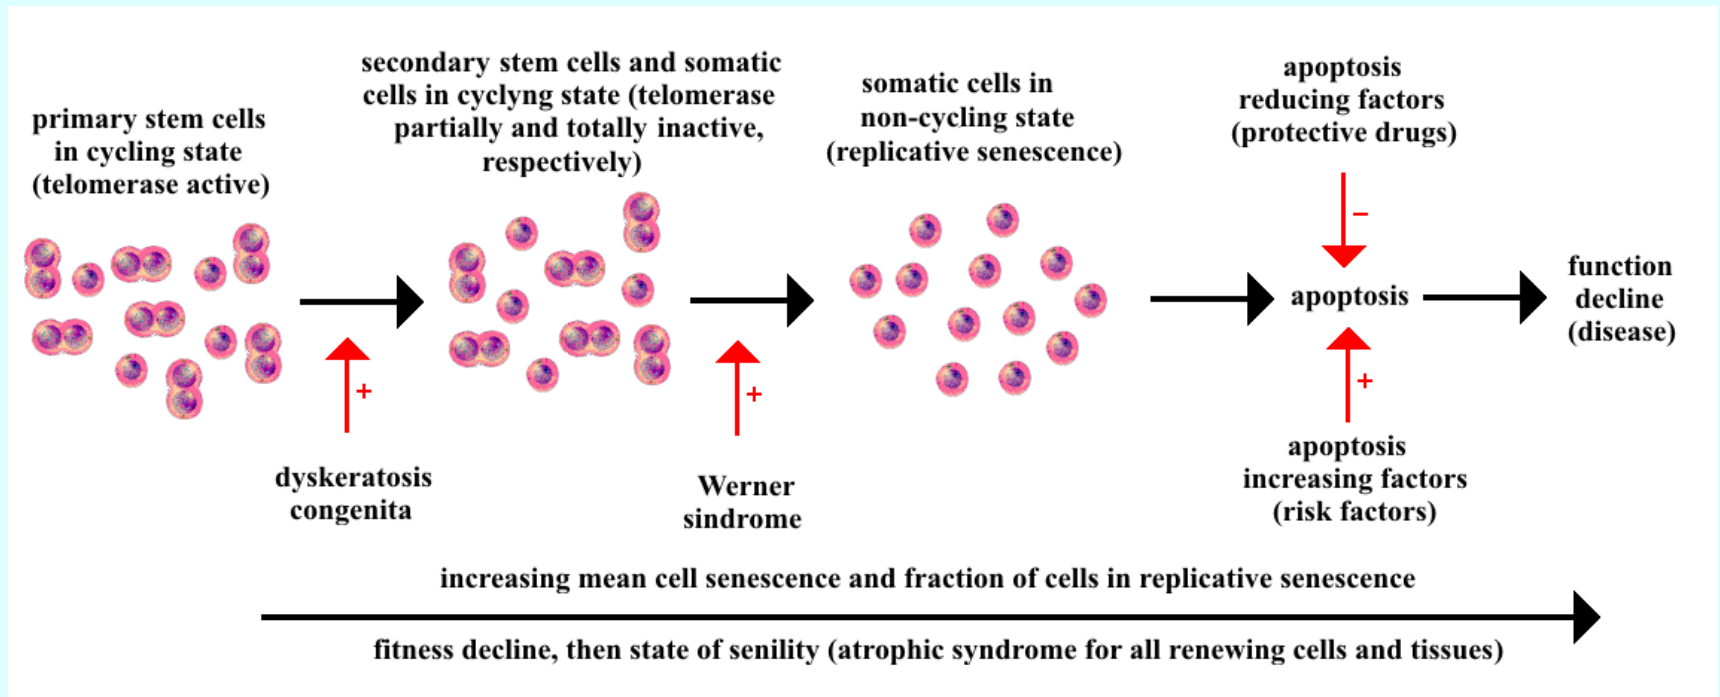 primary stem cells
in cycling state
(telomerase active)
secondary stem cells and somatic
cells in cyclyng state (telomerase
partially and totally inactive,
respectively)
somatic cells in
non-cycling state
(replicative senescence)
apoptosis
reducing factors
(protective drugs)
–
apoptosis
function
decline
(disease)
+
dyskeratosis
congenita
+
Werner
sindrome
+
apoptosis
increasing factors
(risk factors)
increasing mean cell senescence and fraction of cells in replicative senescence
fitness decline, then state of senility (atrophic syndrome for all renewing cells and tissues)